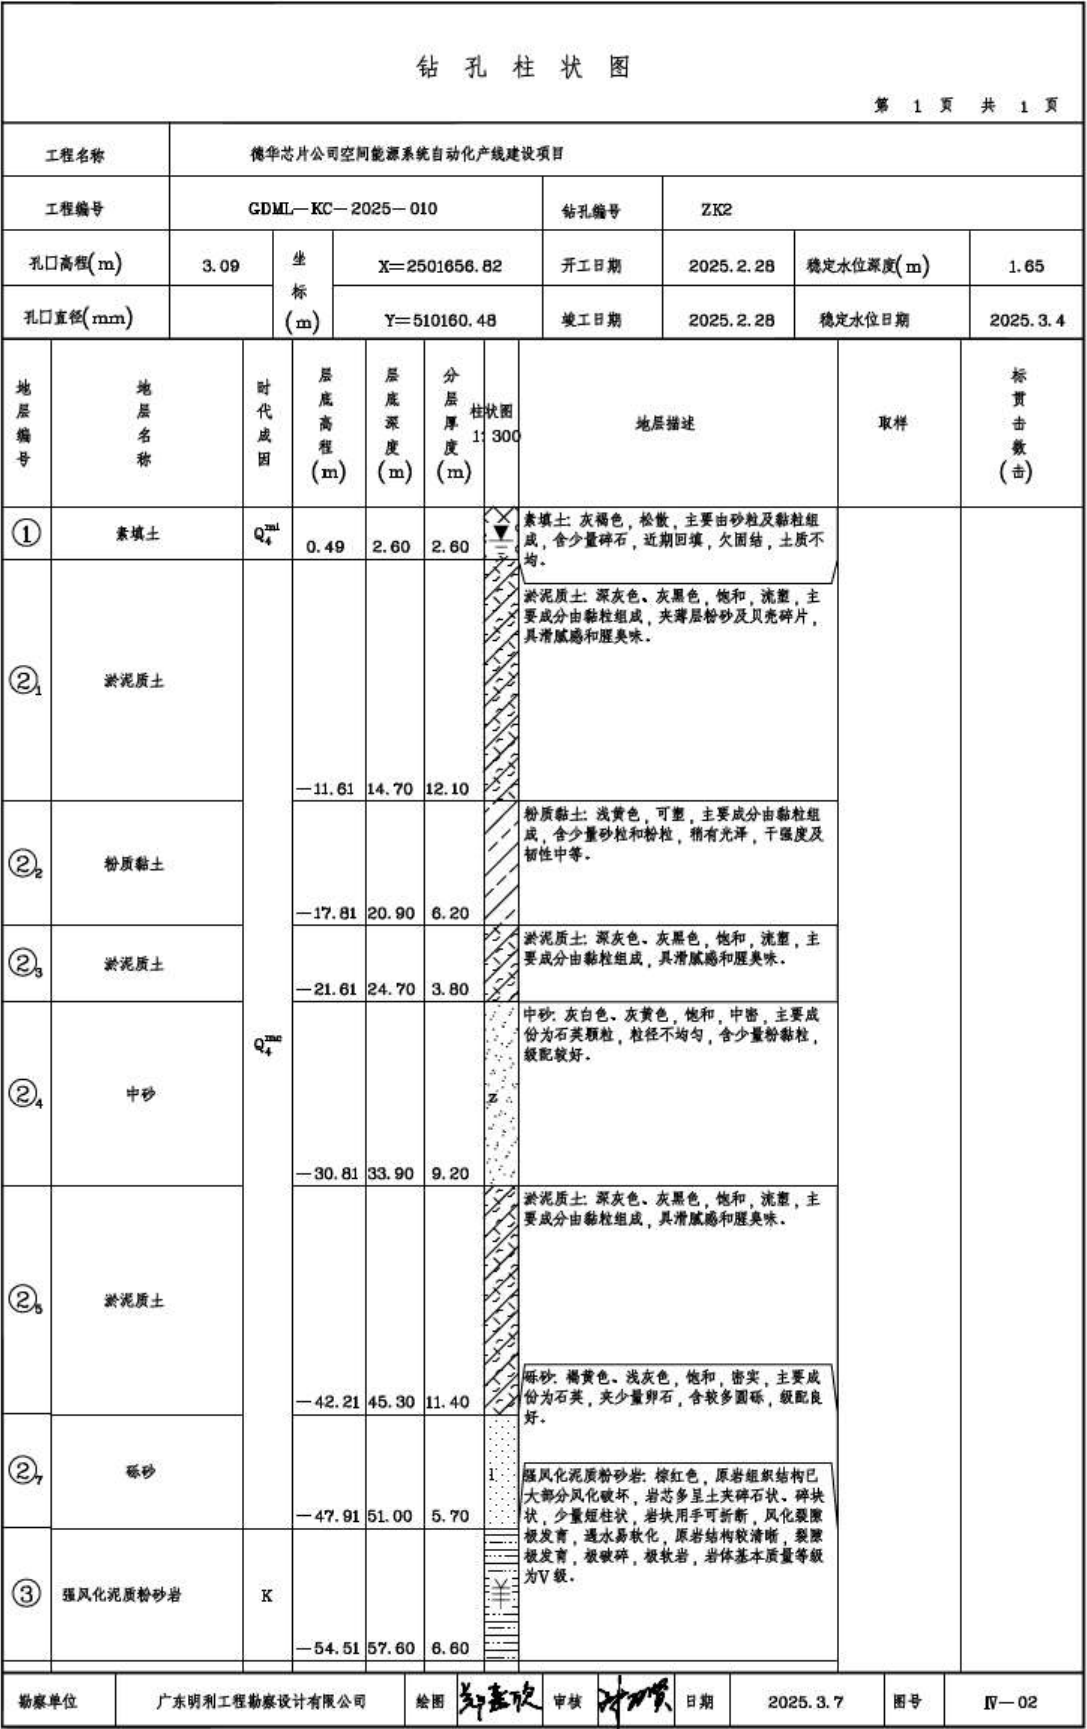 钻孔柱状图
第 1 页 共 1 页
工程名称 德华芯片公司空间能源系统自动化产线建设项目
工程编号 GDML-KC-2025-010 钻孔编号 ZK2
孔口高程(m) 3.09 坐标(m) X=2501656.82 开工日期 2025.2.28 稳定水位深度(m) 1.65
孔口直径(mm) Y=510160.48 竣工日期 2025.2.28 稳定水位日期 2025.3.4
地层编号 地层名称 时代成因 层底高程(m) 层底深度(m) 分层厚度(m) 柱状图 1:300 地层描述 取样 标贯击数(击)
① 素填土 Q4ml 0.49 2.60 2.60
素填土: 灰褐色,松散,主要由砂粒及黏粒组
成,含少量碎石,近期回填,欠固结,土质不
均。
②1 淤泥质土 -11.61 14.70 12.10
淤泥质土: 深灰色、灰黑色,饱和,流塑,主
要成分由黏粒组成,夹薄层粉砂及贝壳碎片,
具滑腻感和腥臭味。
②2 粉质黏土 -17.81 20.90 6.20
粉质黏土: 浅黄色,可塑,主要成分由黏粒组
成,含少量砂粒和粉粒,稍有光泽,干强度及
韧性中等。
②3 淤泥质土 -21.61 24.70 3.80
淤泥质土: 深灰色、灰黑色,饱和,流塑,主
要成分由黏粒组成,具滑腻感和腥臭味。
Q4mc
②4 中砂 -30.81 33.90 9.20 z
中砂: 灰白色、灰黄色,饱和,中密,主要成
份为石英颗粒,粒径不均匀,含少量粉黏粒,
级配较好。
②5 淤泥质土 -42.21 45.30 11.40
淤泥质土: 深灰色、灰黑色,饱和,流塑,主
要成分由黏粒组成,具滑腻感和腥臭味。
②7 砾砂 -47.91 51.00 5.70 l
砾砂: 褐黄色、浅灰色,饱和,密实,主要成
份为石英,夹少量卵石,含较多圆砾,级配良
好。
③ 强风化泥质粉砂岩 K -54.51 57.60 6.60
强风化泥质粉砂岩: 棕红色,原岩组织结构已
大部分风化破坏,岩芯多呈土夹碎石状、碎块
状,少量短柱状,岩块用手可折断,风化裂隙
极发育,遇水易软化,原岩结构较清晰,裂隙
极发育,极破碎,极软岩,岩体基本质量等级
为V级。
勘察单位 广东明利工程勘察设计有限公司 绘图 审核 日期 2025.3.7 图号 Ⅳ-02